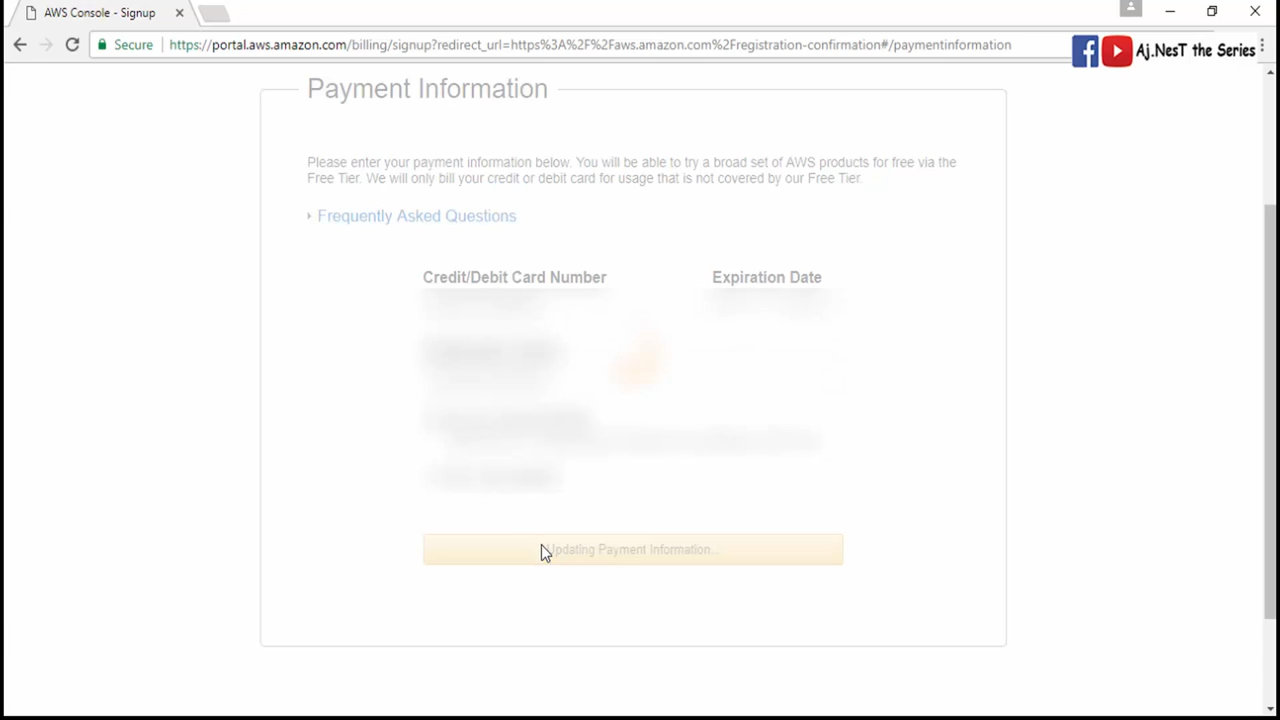 AWS Console - Signup
Secure
https://portal.aws.amazon.com/billing/signup?redirect_url=https%3A%2F%2Faws.amazon.com%2Fregistration-confirmation#/paymentinformation
Aj.NesT the Series
Payment Information
Please enter your payment information below. You will be able to try a broad set of AWS products for free via the
Free Tier. We will only bill your credit or debit card for usage that is not covered by our Free Tier.
Frequently Asked Questions
Credit/Debit Card Number
Expiration Date
Updating Payment Information...